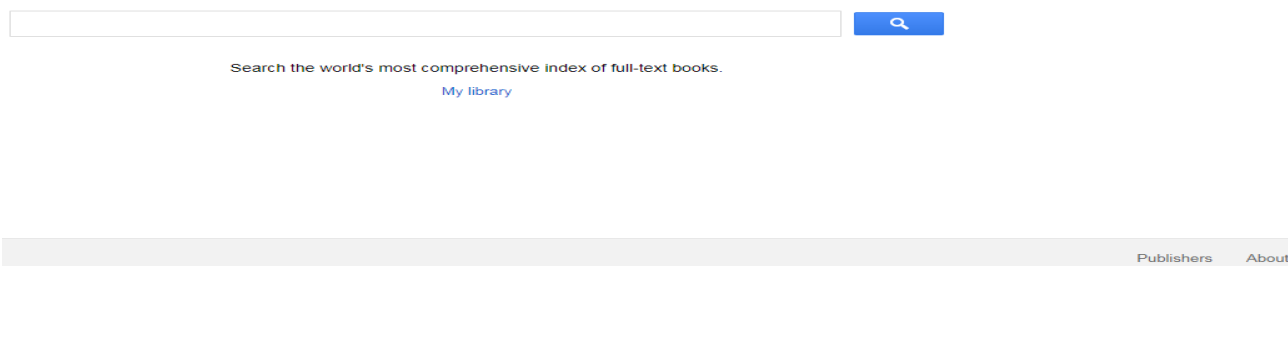 Search the world's most comprehensive index of full-text books.
My library
Publishers About